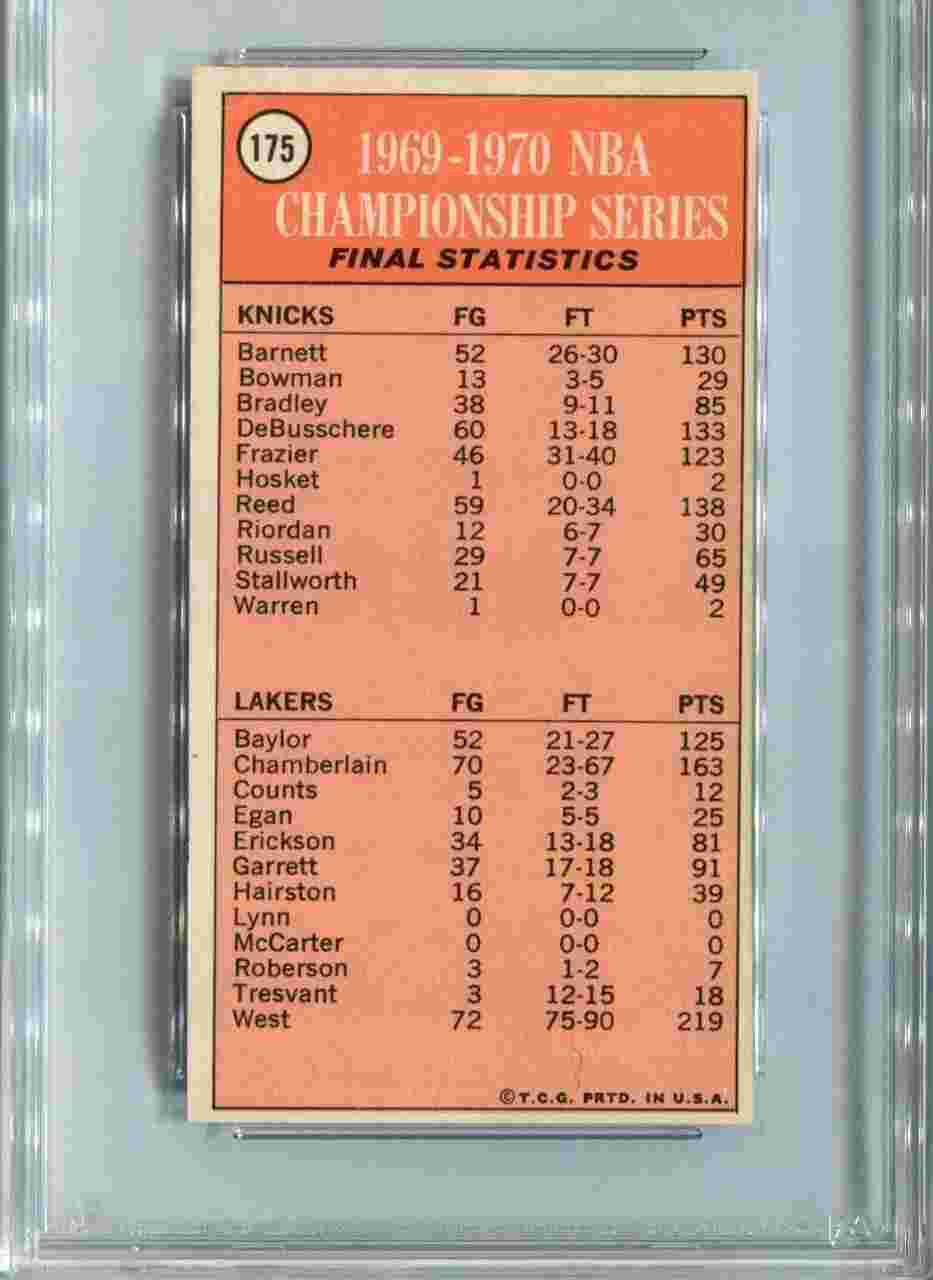 175
1969-1970 NBA
CHAMPIONSHIP SERIES
FINAL STATISTICS
KNICKS FG FT PTS
Barnett 52 26-30 130
Bowman 13 3-5 29
Bradley 38 9-11 85
DeBusschere 60 13-18 133
Frazier 46 31-40 123
Hosket 1 0-0 2
Reed 59 20-34 138
Riordan 12 6-7 30
Russell 29 7-7 65
Stallworth 21 7-7 49
Warren 1 0-0 2
LAKERS FG FT PTS
Baylor 52 21-27 125
Chamberlain 70 23-67 163
Counts 5 2-3 12
Egan 10 5-5 25
Erickson 34 13-18 81
Garrett 37 17-18 91
Hairston 16 7-12 39
Lynn 0 0-0 0
McCarter 0 0-0 0
Roberson 3 1-2 7
Tresvant 3 12-15 18
West 72 75-90 219
©T.C.G. PRTD. IN U.S.A.